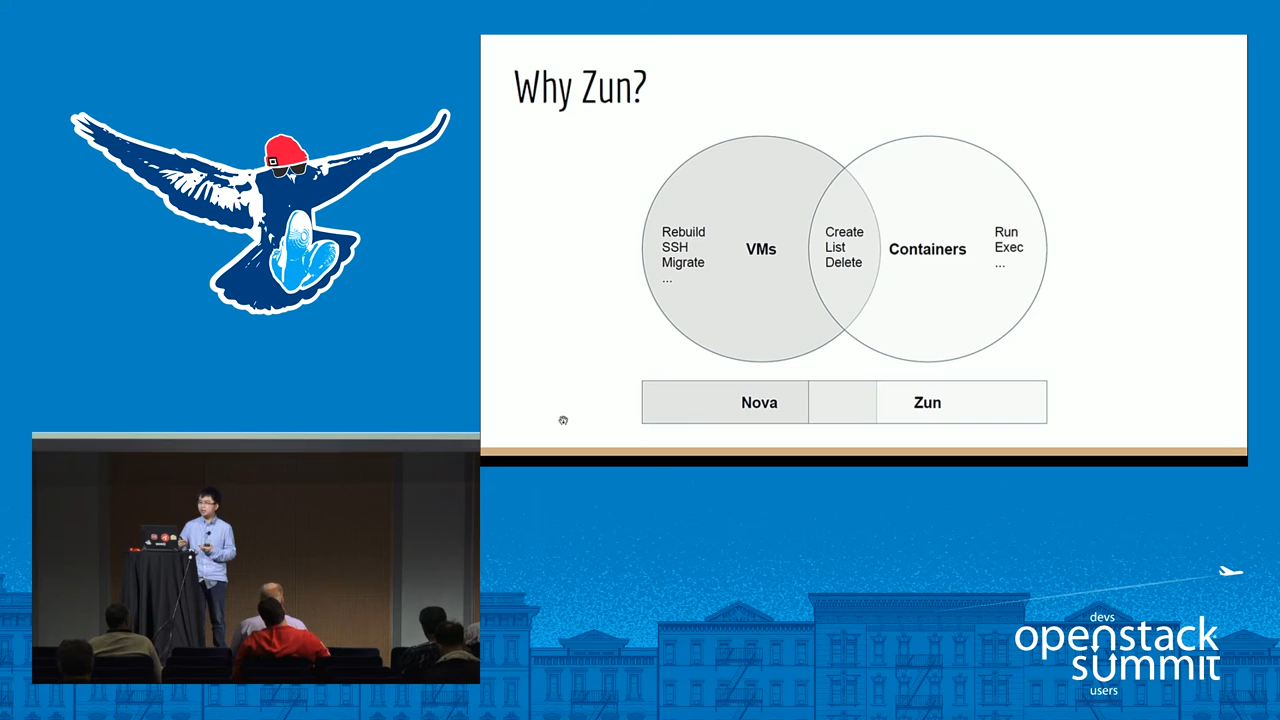 Why Zun?
Rebuild
SSH
Migrate
...
VMs
Create
List
Delete
Containers
Run
Exec
...
Nova
Zun
devs
openstack
summit
users